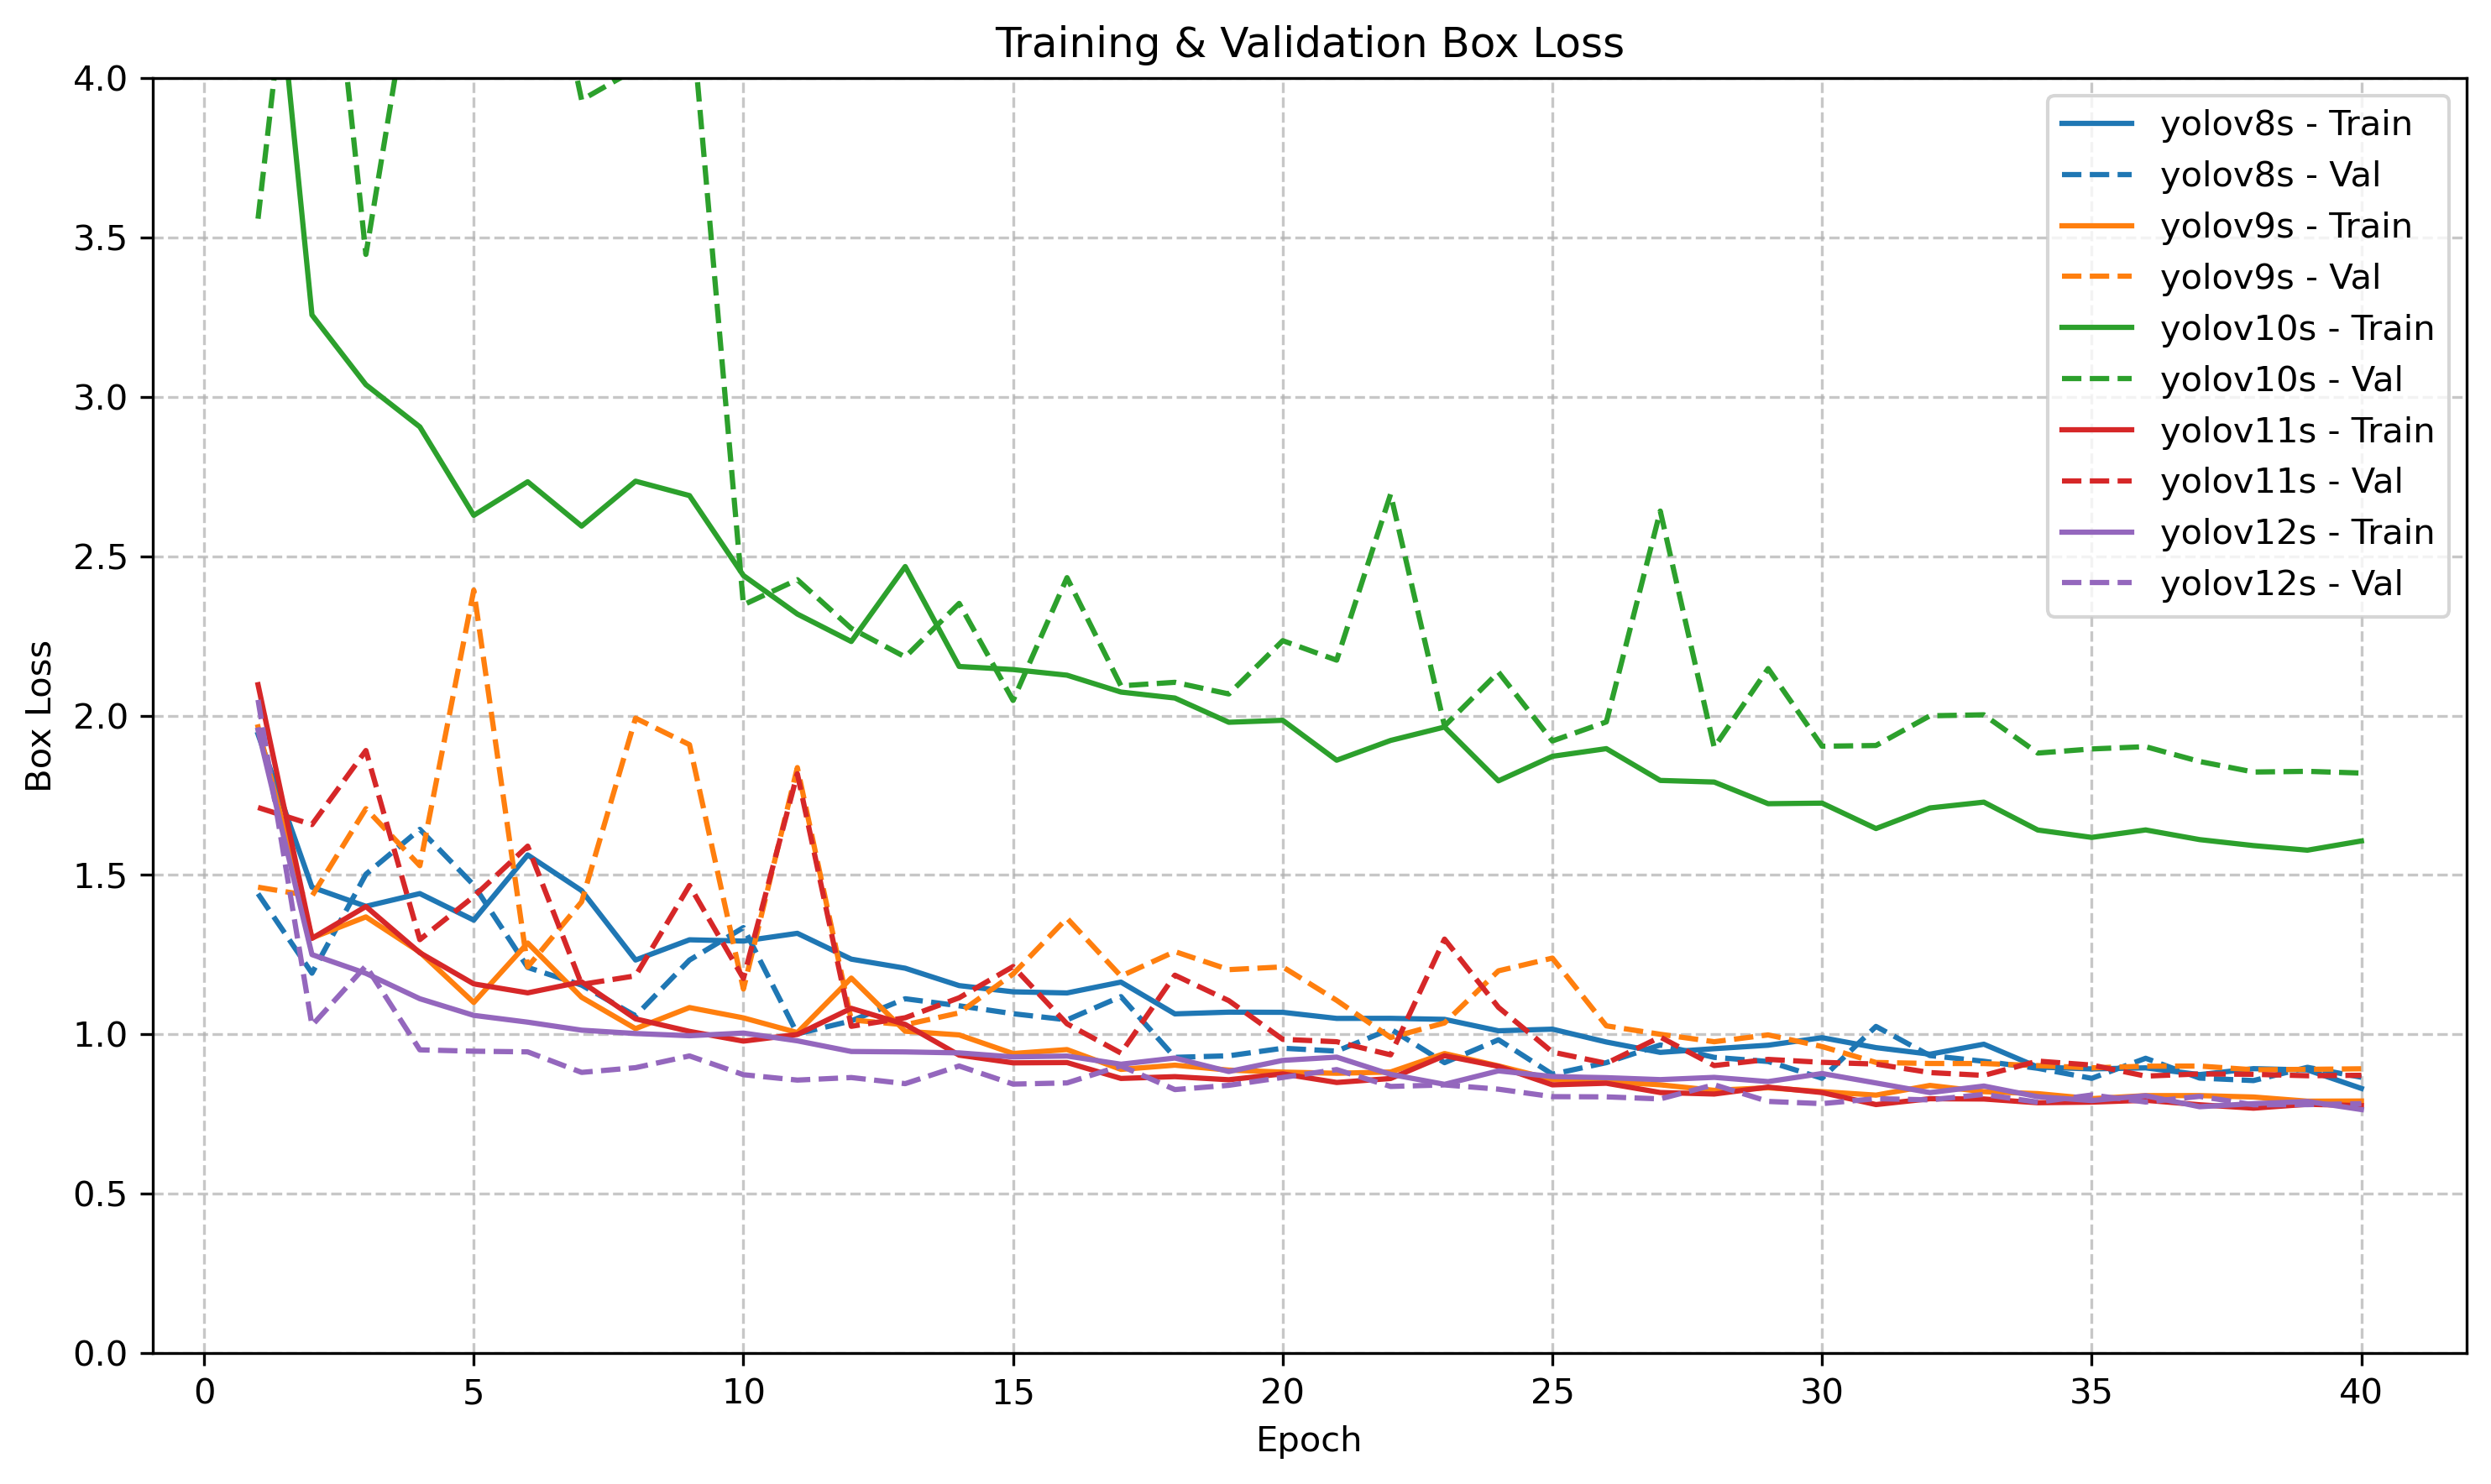 Training & Validation Box Loss
4.0
3.5
3.0
2.5
2.0
1.5
1.0
0.5
0.0
Box Loss
0 5 10 15 20 25 30 35 40
Epoch
yolov8s - Train
yolov8s - Val
yolov9s - Train
yolov9s - Val
yolov10s - Train
yolov10s - Val
yolov11s - Train
yolov11s - Val
yolov12s - Train
yolov12s - Val